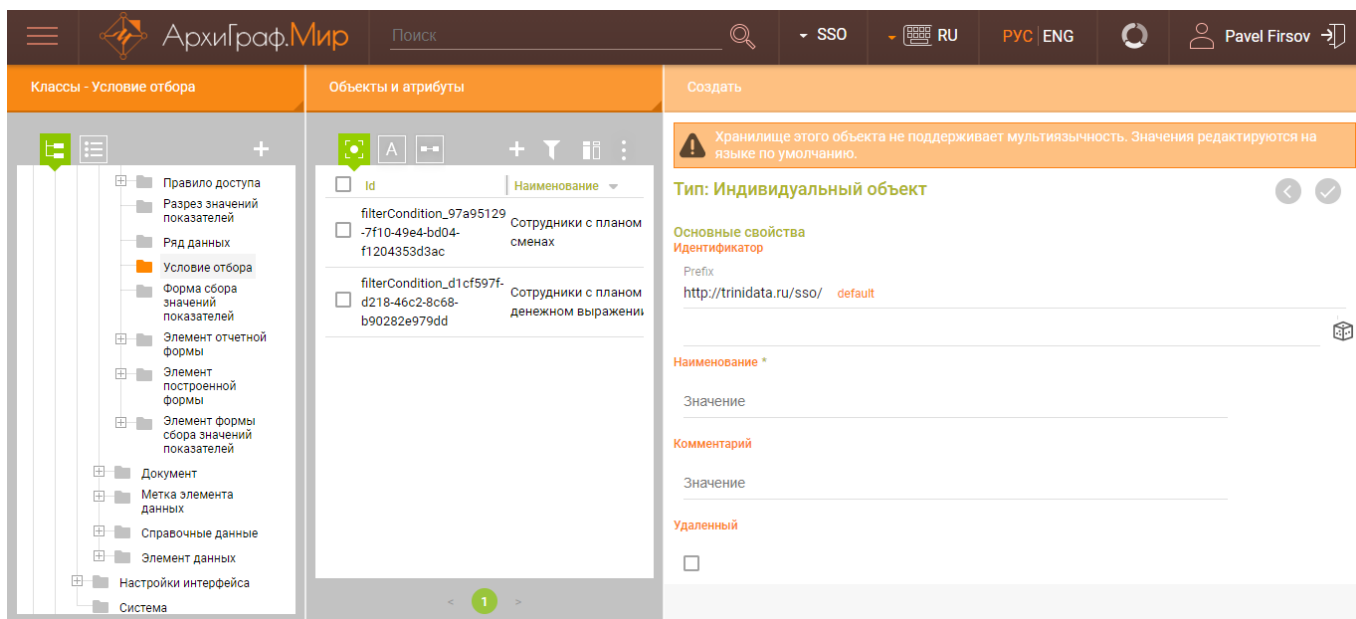 АрхиГраф.Мир
Поиск
SSO
RU
РУС ENG
Pavel Firsov
Классы - Условие отбора
Объекты и атрибуты
Создать
Правило доступа
Разрез значений
показателей
Ряд данных
Условие отбора
Форма сбора
значений
показателей
Элемент отчетной
формы
Элемент
построенной
формы
Элемент формы
сбора значений
показателей
Документ
Метка элемента
данных
Справочные данные
Элемент данных
Настройки интерфейса
Система
A
Id
Наименование
filterCondition_97a95129
-7f10-49e4-bd04-
f1204353d3ac
Сотрудники с планом
сменах
filterCondition_d1cf597f-
d218-46c2-8c68-
b90282e979dd
Сотрудники с планом
денежном выражении
< 1 >
Хранилище этого объекта не поддерживает мультиязычность. Значения редактируются на
языке по умолчанию.
Тип: Индивидуальный объект
Основные свойства
Идентификатор
Prefix
http://trinidata.ru/sso/ default
Наименование *
Значение
Комментарий
Значение
Удаленный